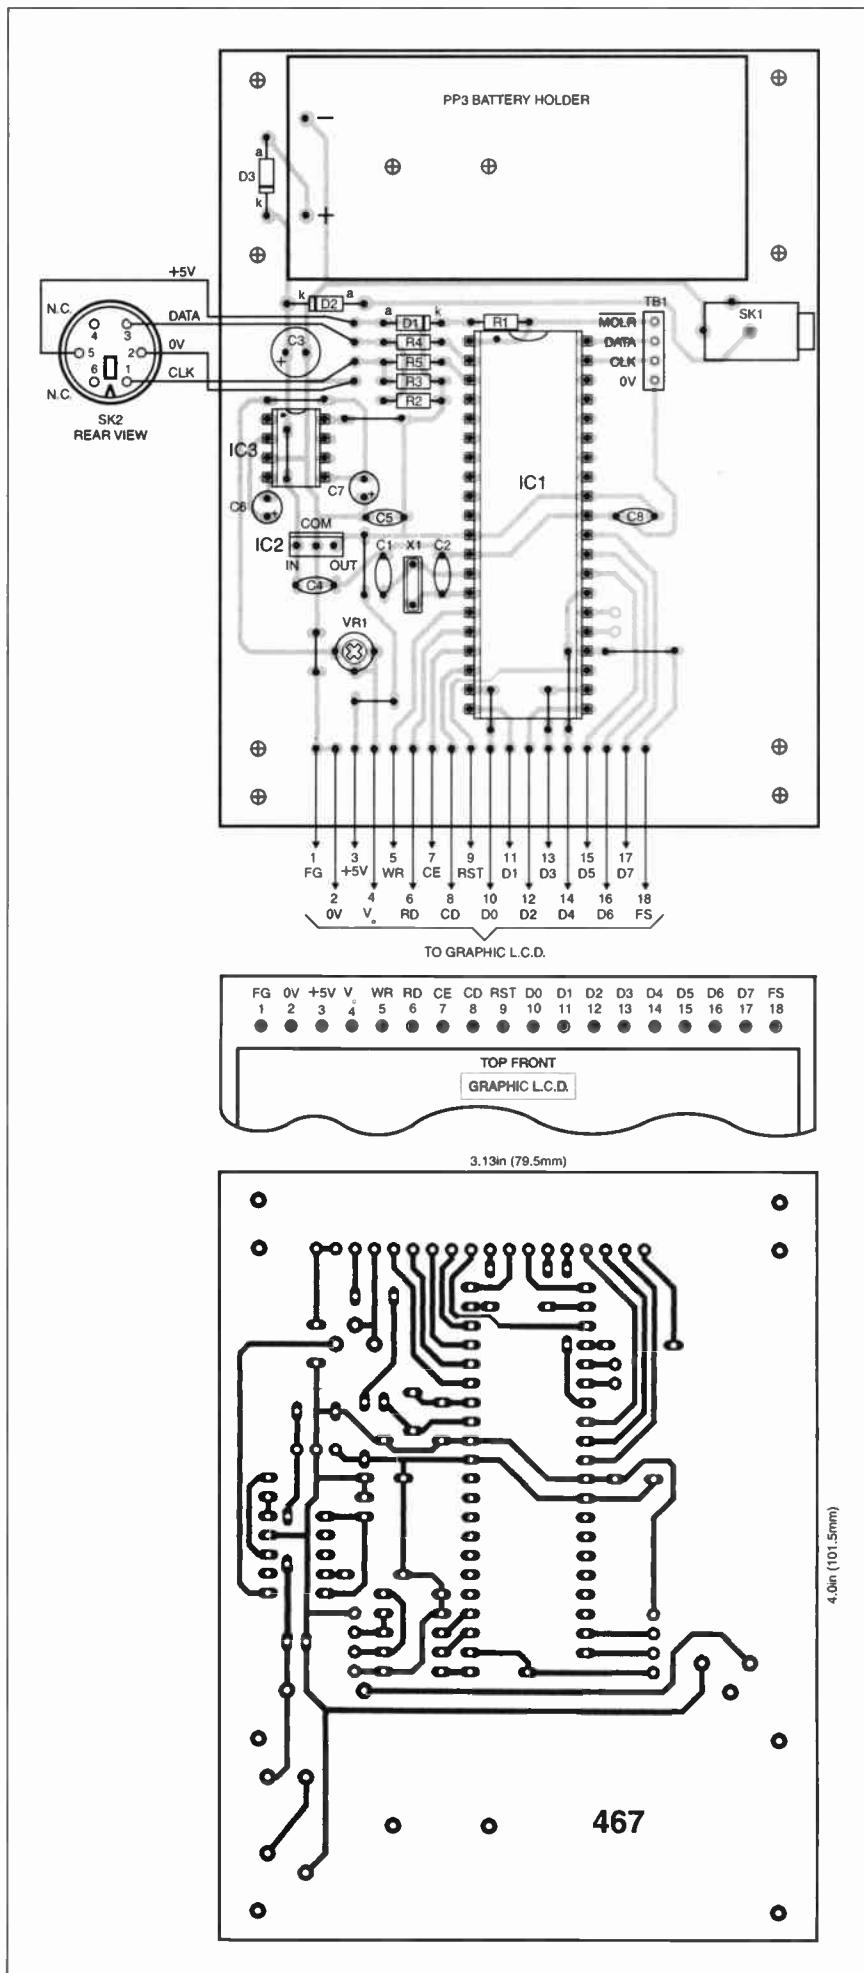 PP3 BATTERY HOLDER
−
a
D3
k
+
+5V
k D2 a
TB1
N.C.
DATA
a D1 k
R1
MCLR
SK1
4 3
C3
R4
DATA
5 2
0V
+
R5
CLK
6 1
CLK
R3
0V
N.C.
R2
SK2
REAR VIEW
IC3
IC1
C7
+
C6
+
C5
C8
COM
IC2
IN OUT
C1 X1 C2
C4
VR1
1 3 5 7 9 11 13 15 17
FG +5V WR CE RST D1 D3 D5 D7
2 4 6 8 10 12 14 16 18
0V Vo RD CD D0 D2 D4 D6 FS
TO GRAPHIC L.C.D.
FG 0V +5V Vo WR RD CE CD RST D0 D1 D2 D3 D4 D5 D6 D7 FS
1 2 3 4 5 6 7 8 9 10 11 12 13 14 15 16 17 18
TOP FRONT
GRAPHIC L.C.D.
3.13in (79.5mm)
4.0in (101.5mm)
467